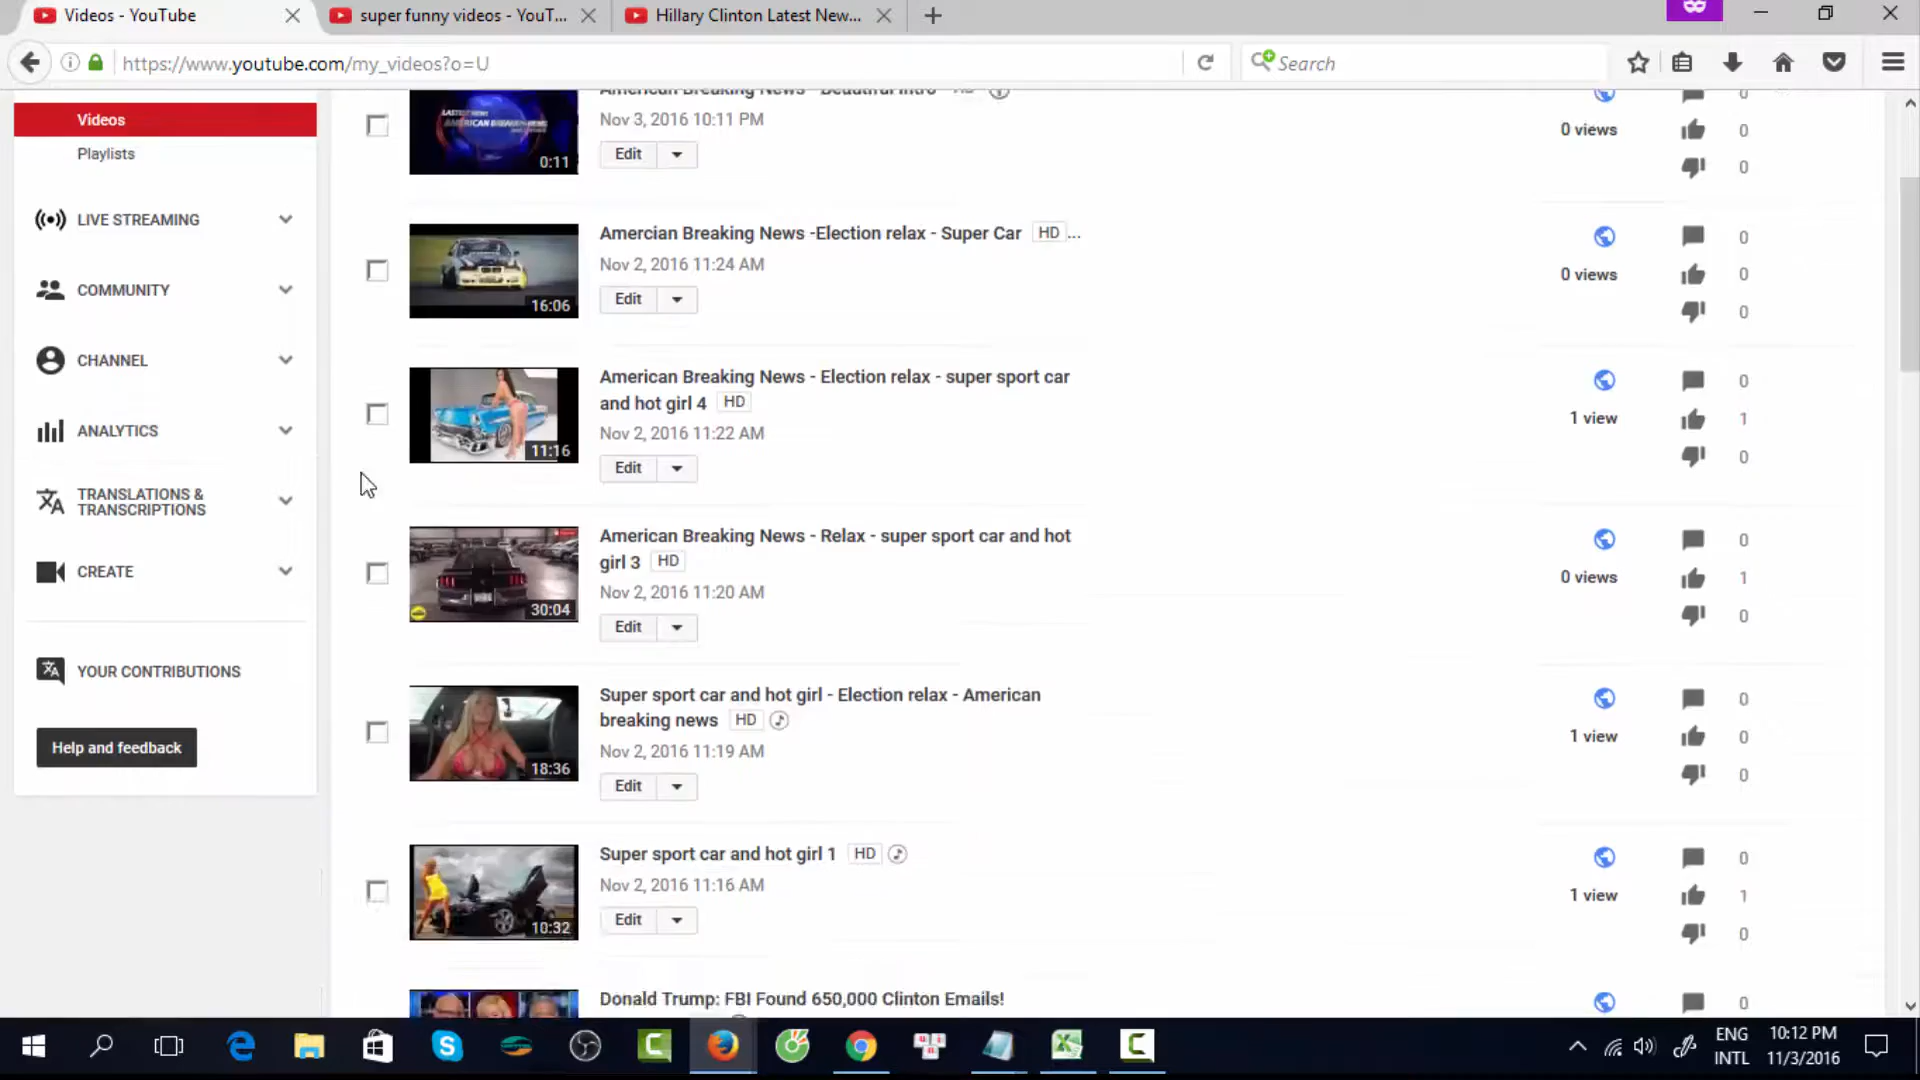 Videos - YouTube
super funny videos - YouT...
Hillary Clinton Latest New...
https://www.youtube.com/my_videos?o=U
Search
Videos
Playlists
LIVE STREAMING
COMMUNITY
CHANNEL
ANALYTICS
TRANSLATIONS &
TRANSCRIPTIONS
CREATE
YOUR CONTRIBUTIONS
Help and feedback
American Breaking News - Beautiful Intro
Nov 3, 2016 10:11 PM
AMERICAN BREAKING NEWS
0:11
Edit
0 views
0
0
0
Amercian Breaking News -Election relax - Super Car HD ...
Nov 2, 2016 11:24 AM
16:06
Edit
0 views
0
0
0
American Breaking News - Election relax - super sport car
and hot girl 4 HD
Nov 2, 2016 11:22 AM
11:16
Edit
1 view
0
1
0
American Breaking News - Relax - super sport car and hot
girl 3 HD
Nov 2, 2016 11:20 AM
30:04
Edit
0 views
0
1
0
Super sport car and hot girl - Election relax - American
breaking news HD
Nov 2, 2016 11:19 AM
18:36
Edit
1 view
0
0
0
Super sport car and hot girl 1 HD
Nov 2, 2016 11:16 AM
10:32
Edit
1 view
0
1
0
Donald Trump: FBI Found 650,000 Clinton Emails!
0
ENG
INTL
10:12 PM
11/3/2016